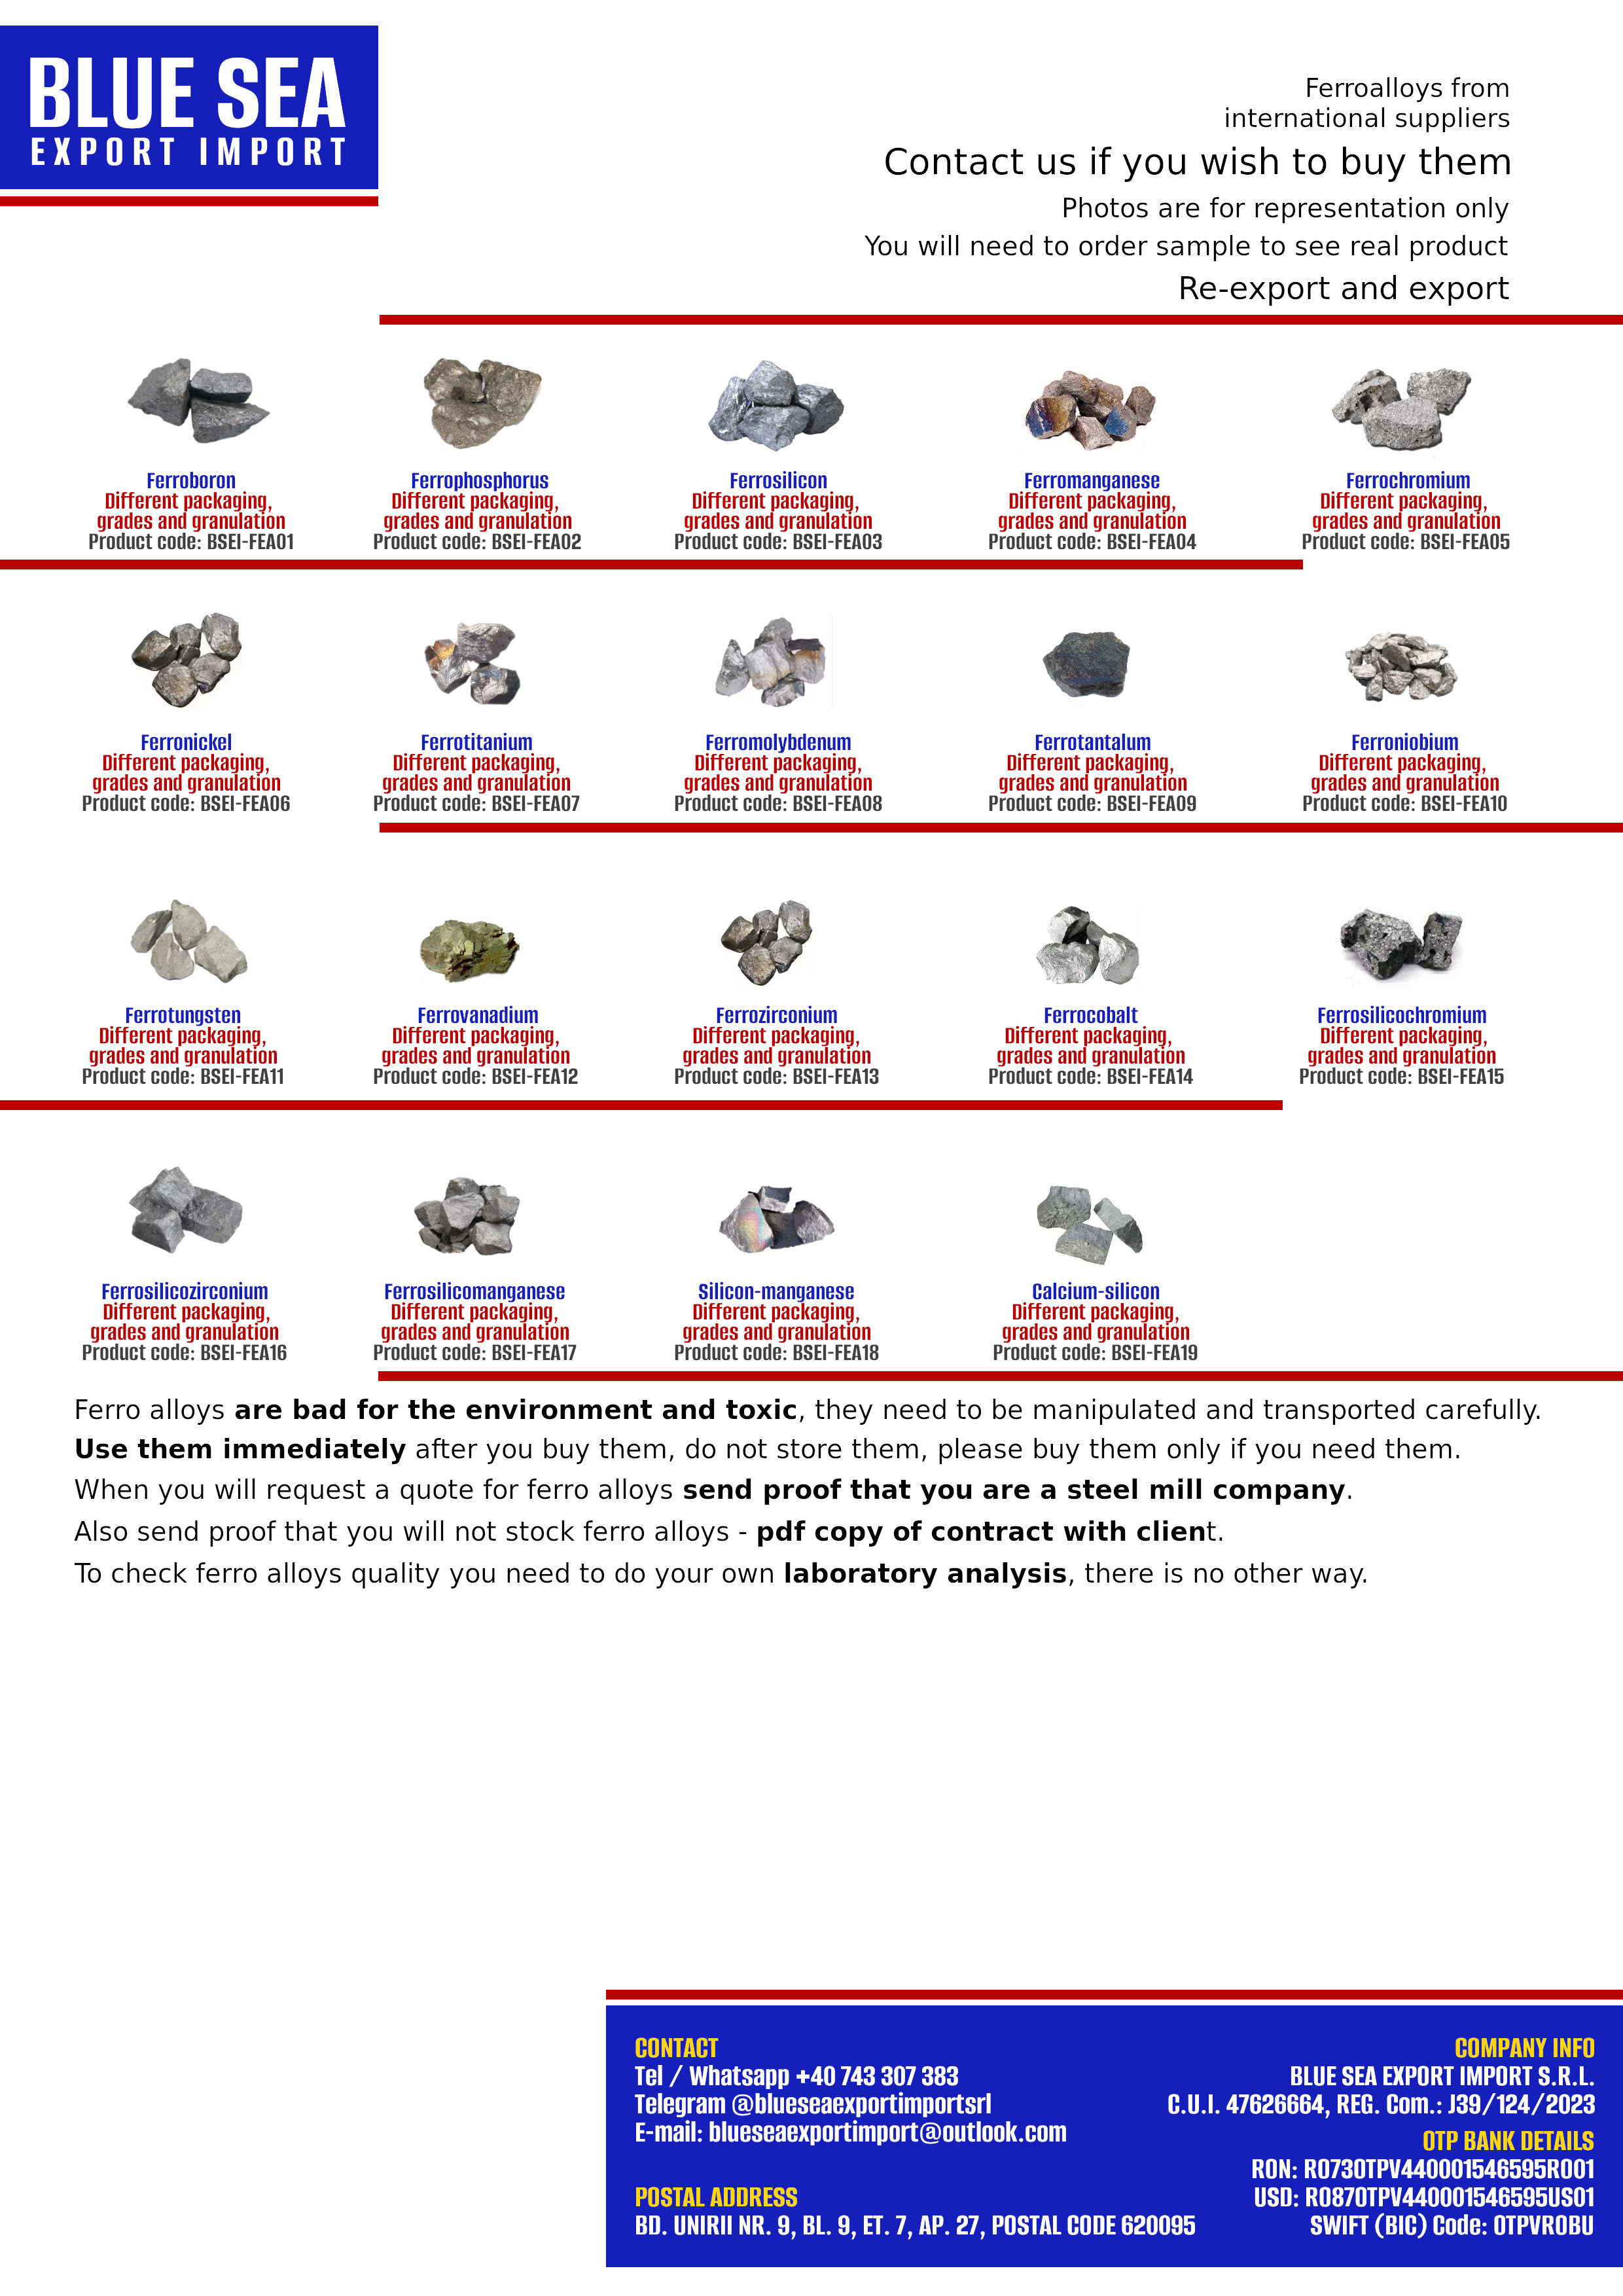 BLUE SEA
EXPORT IMPORT
Ferroalloys from
international suppliers
Contact us if you wish to buy them
Photos are for representation only
You will need to order sample to see real product
Re-export and export
Ferroboron
Different packaging,
grades and granulation
Product code: BSEI-FEA01
Ferrophosphorus
Different packaging,
grades and granulation
Product code: BSEI-FEA02
Ferrosilicon
Different packaging,
grades and granulation
Product code: BSEI-FEA03
Ferromanganese
Different packaging,
grades and granulation
Product code: BSEI-FEA04
Ferrochromium
Different packaging,
grades and granulation
Product code: BSEI-FEA05
Ferronickel
Different packaging,
grades and granulation
Product code: BSEI-FEA06
Ferrotitanium
Different packaging,
grades and granulation
Product code: BSEI-FEA07
Ferromolybdenum
Different packaging,
grades and granulation
Product code: BSEI-FEA08
Ferrotantalum
Different packaging,
grades and granulation
Product code: BSEI-FEA09
Ferroniobium
Different packaging,
grades and granulation
Product code: BSEI-FEA10
Ferrotungsten
Different packaging,
grades and granulation
Product code: BSEI-FEA11
Ferrovanadium
Different packaging,
grades and granulation
Product code: BSEI-FEA12
Ferrozirconium
Different packaging,
grades and granulation
Product code: BSEI-FEA13
Ferrocobalt
Different packaging,
grades and granulation
Product code: BSEI-FEA14
Ferrosilicochromium
Different packaging,
grades and granulation
Product code: BSEI-FEA15
Ferrosilicozirconium
Different packaging,
grades and granulation
Product code: BSEI-FEA16
Ferrosilicomanganese
Different packaging,
grades and granulation
Product code: BSEI-FEA17
Silicon-manganese
Different packaging,
grades and granulation
Product code: BSEI-FEA18
Calcium-silicon
Different packaging,
grades and granulation
Product code: BSEI-FEA19
Ferro alloys are bad for the environment and toxic, they need to be manipulated and transported carefully.
Use them immediately after you buy them, do not store them, please buy them only if you need them.
When you will request a quote for ferro alloys send proof that you are a steel mill company.
Also send proof that you will not stock ferro alloys - pdf copy of contract with client.
To check ferro alloys quality you need to do your own laboratory analysis, there is no other way.
CONTACT
Tel / Whatsapp +40 743 307 383
Telegram @blueseaexportimportsrl
E-mail: blueseaexportimport@outlook.com
POSTAL ADDRESS
BD. UNIRII NR. 9, BL. 9, ET. 7, AP. 27, POSTAL CODE 620095
COMPANY INFO
BLUE SEA EXPORT IMPORT S.R.L.
C.U.I. 47626664, REG. Com.: J39/124/2023
OTP BANK DETAILS
RON: RO73OTPV440001546595RO01
USD: RO87OTPV440001546595US01
SWIFT (BIC) Code: OTPVROBU